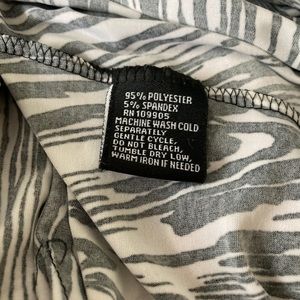 95% POLYESTER
5% SPANDEX
RN 109905
MACHINE WASH COLD
SEPARATELY
GENTLE CYCLE,
DO NOT BLEACH,
TUMBLE DRY LOW,
WARM IRON IF NEEDED